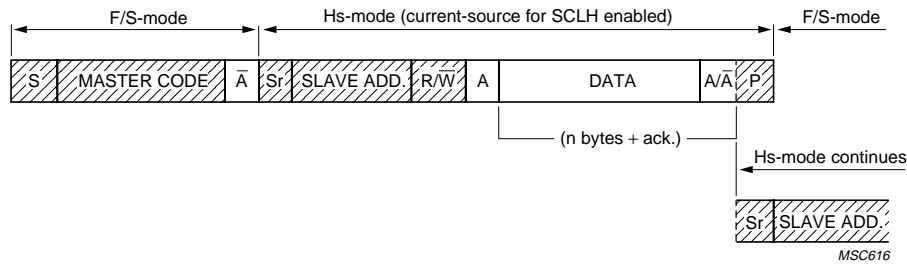 F/S-mode Hs-mode (current-source for SCLH enabled) F/S-mode
S MASTER CODE A̅ Sr SLAVE ADD. R/W̅ A DATA A/A̅ P
(n bytes + ack.)
Hs-mode continues
Sr SLAVE ADD.
MSC616